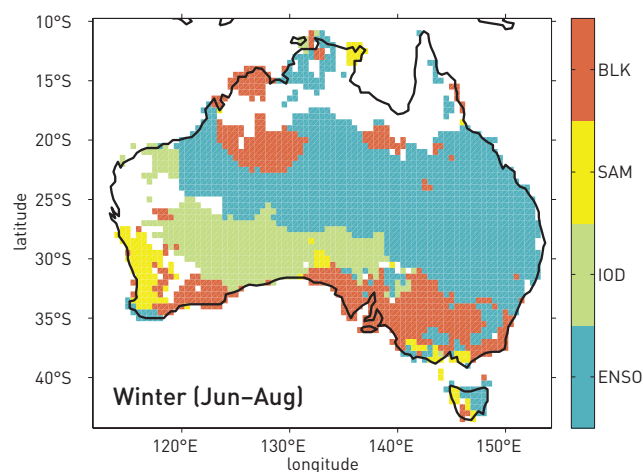 10°S
15°S
20°S
25°S
30°S
35°S
40°S
latitude
Winter (Jun–Aug)
120°E 130°E 140°E 150°E
longitude
BLK
SAM
IOD
ENSO